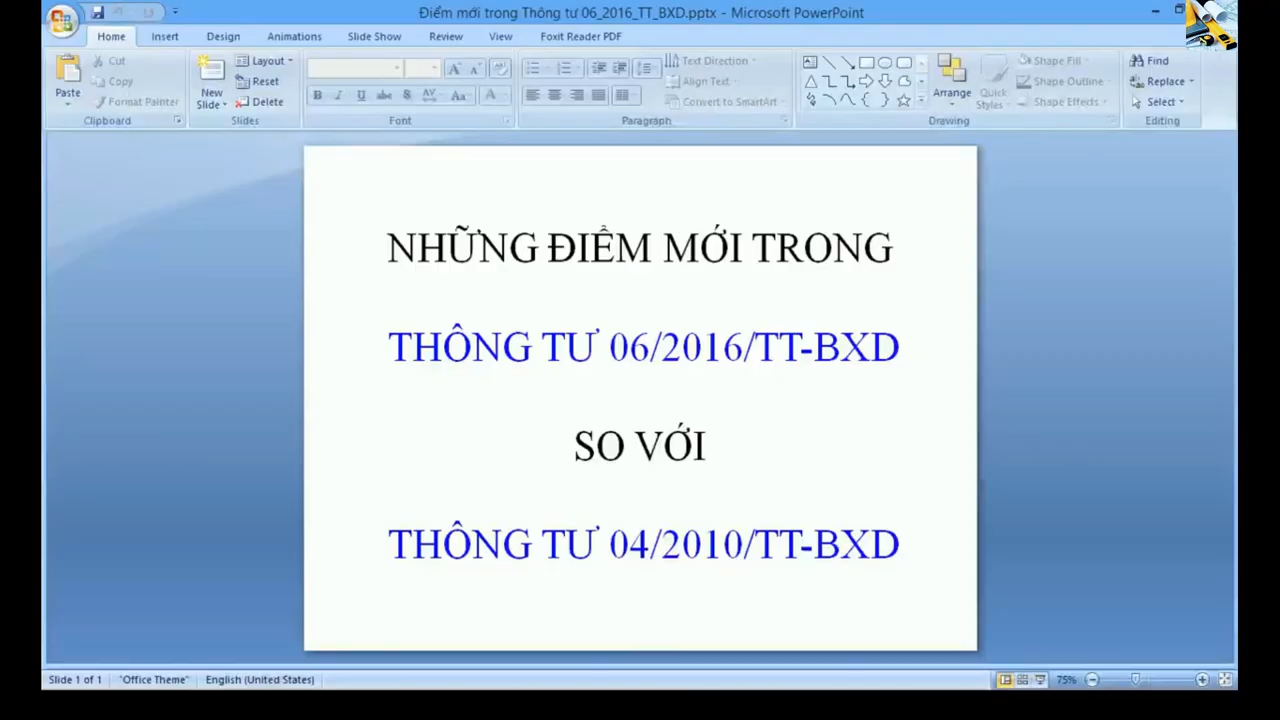 Điểm mới trong Thông tư 06_2016_TT_BXD.pptx - Microsoft PowerPoint
Home Insert Design Animations Slide Show Review View Foxit Reader PDF
Paste
Cut
Copy
Format Painter
Clipboard
New Slide
Layout
Reset
Delete
Slides
Font
Text Direction
Align Text
Convert to SmartArt
Paragraph
Arrange
Quick Styles
Shape Fill
Shape Outline
Shape Effects
Drawing
Find
Replace
Select
Editing
NHỮNG ĐIỂM MỚI TRONG
THÔNG TƯ 06/2016/TT-BXD
SO VỚI
THÔNG TƯ 04/2010/TT-BXD
Slide 1 of 1 "Office Theme" English (United States) 75%